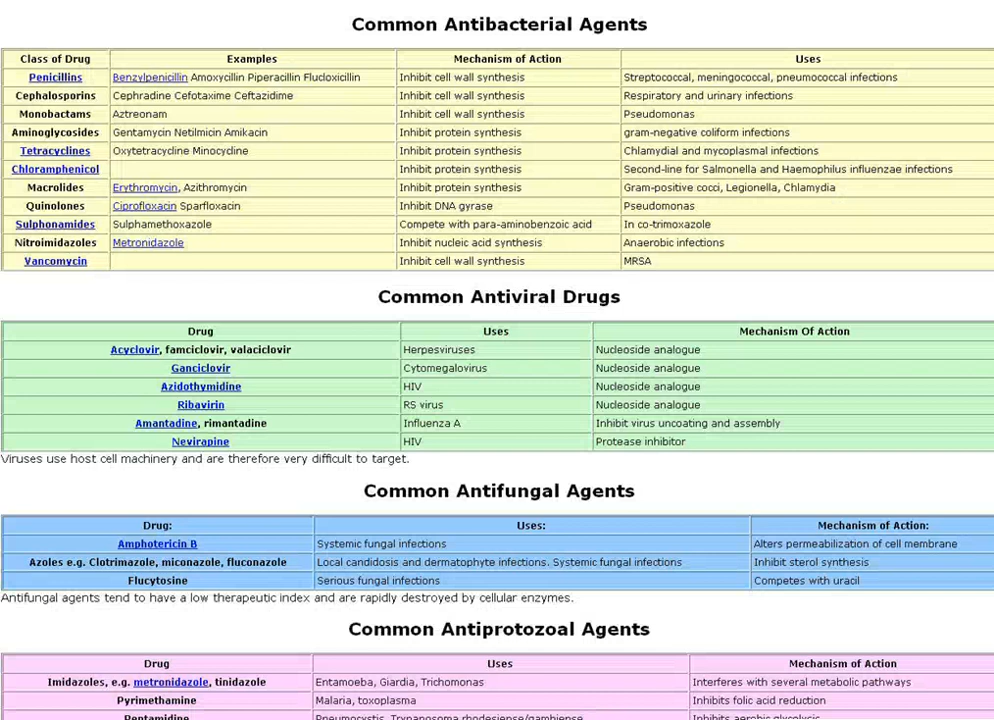 Common Antibacterial Agents
Class of Drug Examples Mechanism of Action Uses
Penicillins Benzylpenicillin Amoxycillin Piperacillin Flucloxicillin Inhibit cell wall synthesis Streptococcal, meningococcal, pneumococcal infections
Cephalosporins Cephradine Cefotaxime Ceftazidime Inhibit cell wall synthesis Respiratory and urinary infections
Monobactams Aztreonam Inhibit cell wall synthesis Pseudomonas
Aminoglycosides Gentamycin Netilmicin Amikacin Inhibit protein synthesis gram-negative coliform infections
Tetracyclines Oxytetracycline Minocycline Inhibit protein synthesis Chlamydial and mycoplasmal infections
Chloramphenicol Inhibit protein synthesis Second-line for Salmonella and Haemophilus influenzae infections
Macrolides Erythromycin, Azithromycin Inhibit protein synthesis Gram-positive cocci, Legionella, Chlamydia
Quinolones Ciprofloxacin Sparfloxacin Inhibit DNA gyrase Pseudomonas
Sulphonamides Sulphamethoxazole Compete with para-aminobenzoic acid In co-trimoxazole
Nitroimidazoles Metronidazole Inhibit nucleic acid synthesis Anaerobic infections
Vancomycin Inhibit cell wall synthesis MRSA
Common Antiviral Drugs
Drug Uses Mechanism Of Action
Acyclovir, famciclovir, valaciclovir Herpesviruses Nucleoside analogue
Ganciclovir Cytomegalovirus Nucleoside analogue
Azidothymidine HIV Nucleoside analogue
Ribavirin RS virus Nucleoside analogue
Amantadine, rimantadine Influenza A Inhibit virus uncoating and assembly
Nevirapine HIV Protease inhibitor
Viruses use host cell machinery and are therefore very difficult to target.
Common Antifungal Agents
Drug: Uses: Mechanism of Action:
Amphotericin B Systemic fungal infections Alters permeabilization of cell membrane
Azoles e.g. Clotrimazole, miconazole, fluconazole Local candidosis and dermatophyte infections. Systemic fungal infections Inhibit sterol synthesis
Flucytosine Serious fungal infections Competes with uracil
Antifungal agents tend to have a low therapeutic index and are rapidly destroyed by cellular enzymes.
Common Antiprotozoal Agents
Drug Uses Mechanism of Action
Imidazoles, e.g. metronidazole, tinidazole Entamoeba, Giardia, Trichomonas Interferes with several metabolic pathways
Pyrimethamine Malaria, toxoplasma Inhibits folic acid reduction
Pentamidine Pneumocystis, Trypanosoma rhodesiense/gambiense Inhibits aerobic glycolysis